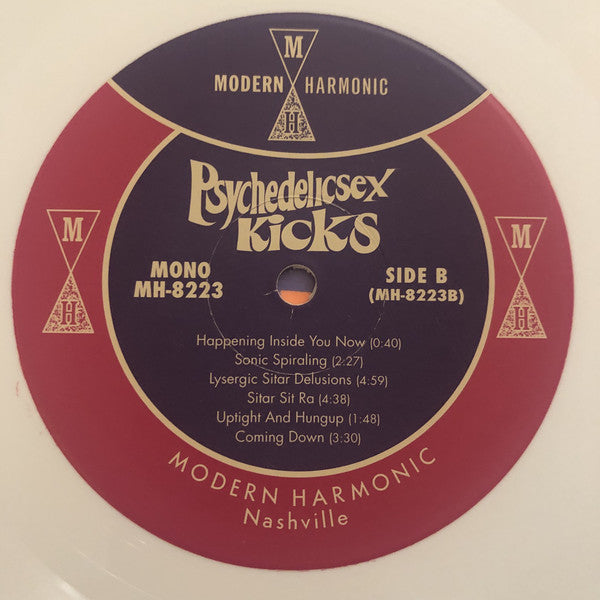 M
MODERN HARMONIC
H
Psychedelicsex
Kicks
M
H
M
H
MONO
MH-8223
SIDE B
(MH-8223B)
Happening Inside You Now (0:40)
Sonic Spiraling (2:27)
Lysergic Sitar Delusions (4:59)
Sitar Sit Ra (4:38)
Uptight And Hungup (1:48)
Coming Down (3:30)
MODERN HARMONIC
Nashville